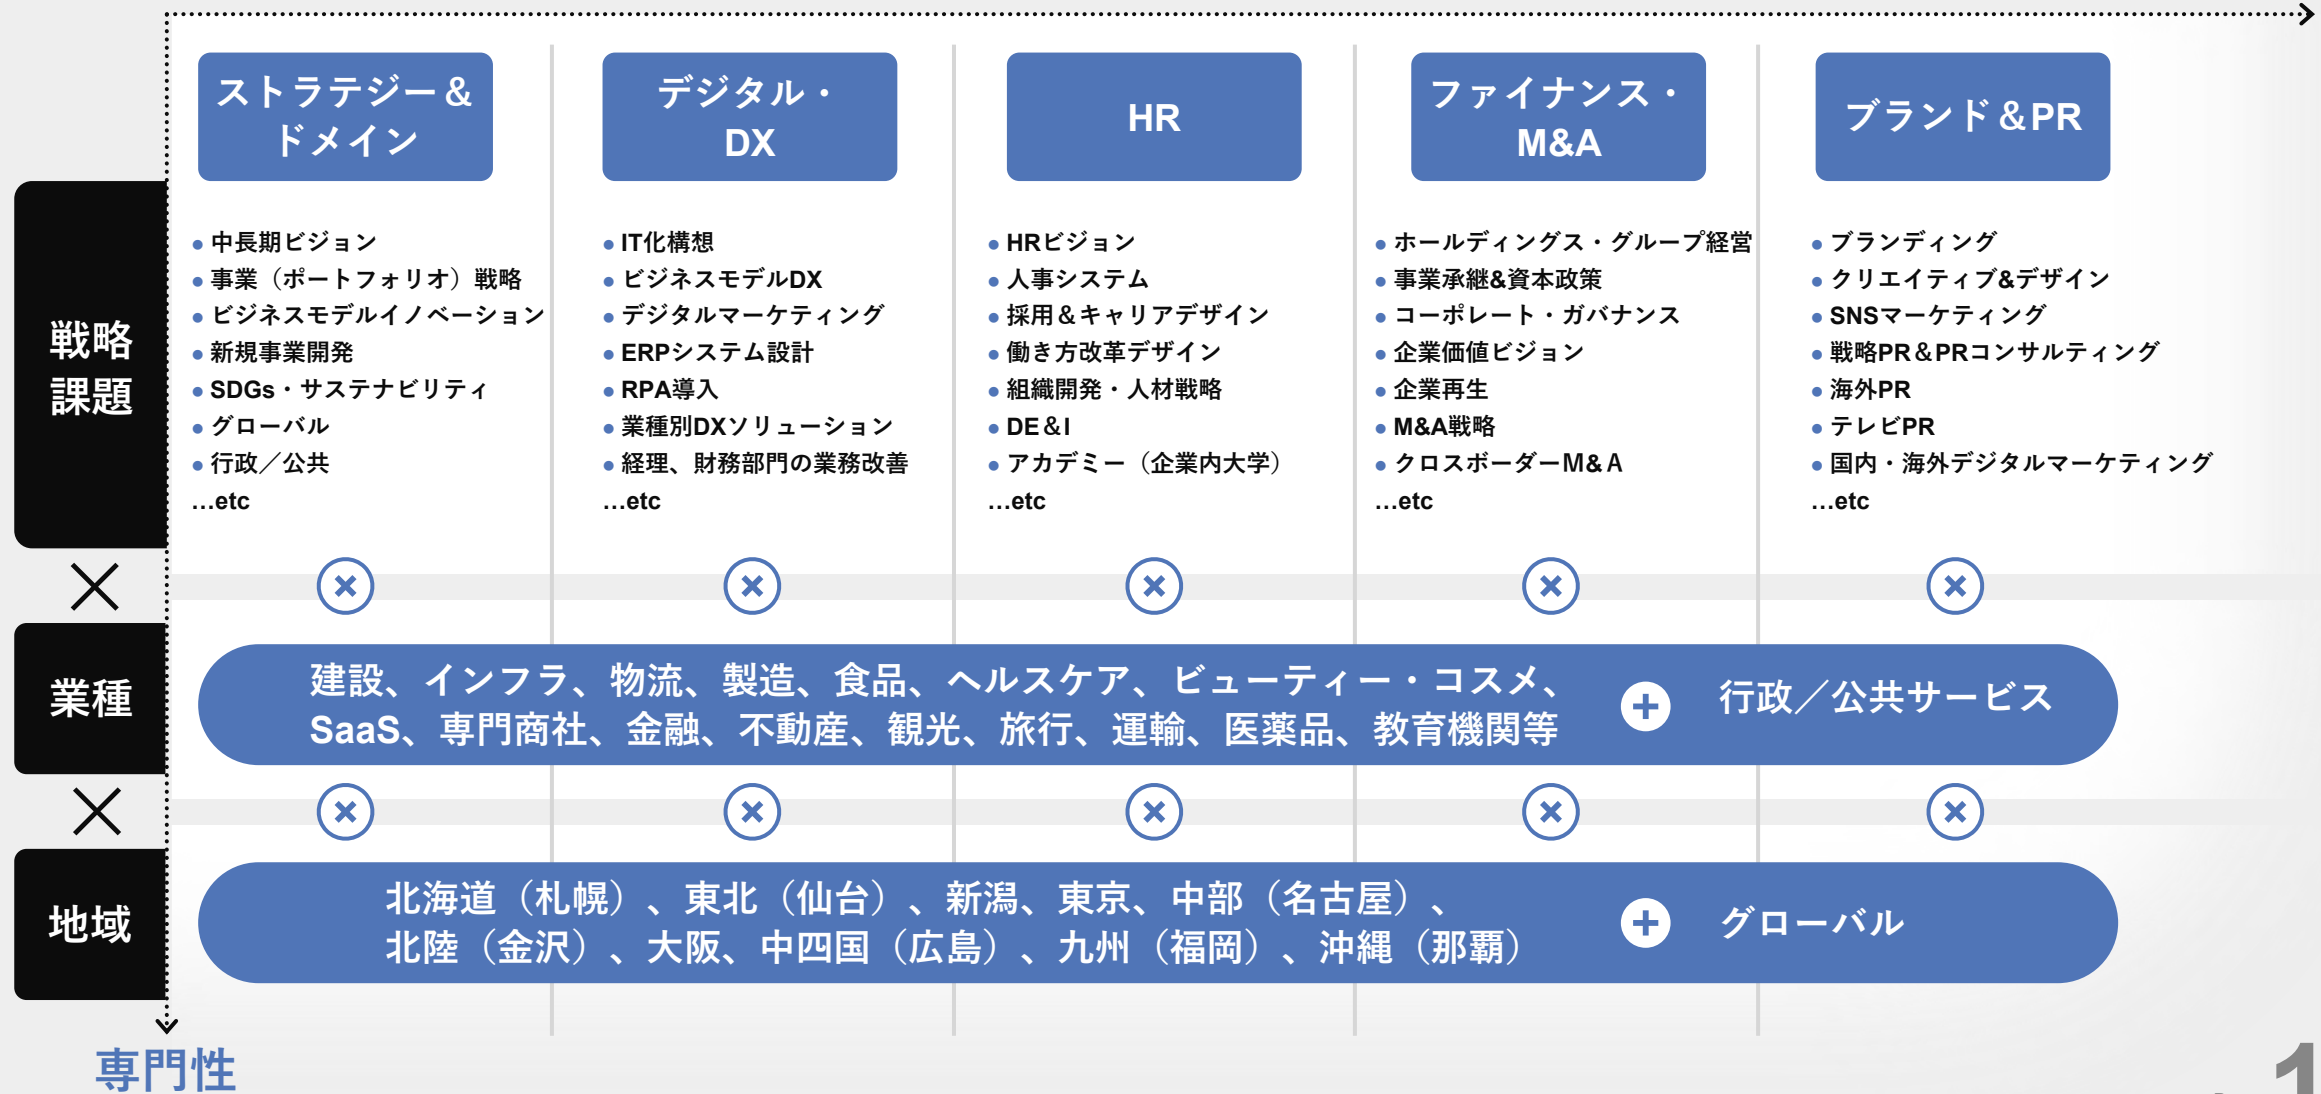 ストラテジー＆
ドメイン
デジタル・
DX
HR
ファイナンス・
M&A
ブランド＆PR
戦略
課題
中長期ビジョン
事業（ポートフォリオ）戦略
ビジネスモデルイノベーション
新規事業開発
SDGs・サステナビリティ
グローバル
行政／公共
...etc
IT化構想
ビジネスモデルDX
デジタルマーケティング
ERPシステム設計
RPA導入
業種別DXソリューション
経理、財務部門の業務改善
...etc
HRビジョン
人事システム
採用＆キャリアデザイン
働き方改革デザイン
組織開発・人材戦略
DE＆I
アカデミー（企業内大学）
...etc
ホールディングス・グループ経営
事業承継&資本政策
コーポレート・ガバナンス
企業価値ビジョン
企業再生
M&A戦略
クロスボーダーM&A
...etc
ブランディング
クリエイティブ&デザイン
SNSマーケティング
戦略PR＆PRコンサルティング
海外PR
テレビPR
国内・海外デジタルマーケティング
...etc
業種
建設、インフラ、物流、製造、食品、ヘルスケア、ビューティー・コスメ、
SaaS、専門商社、金融、不動産、観光、旅行、運輸、医薬品、教育機関等
行政／公共サービス
地域
北海道（札幌）、東北（仙台）、新潟、東京、中部（名古屋）、
北陸（金沢）、大阪、中四国（広島）、九州（福岡）、沖縄（那覇）
グローバル
専門性
1